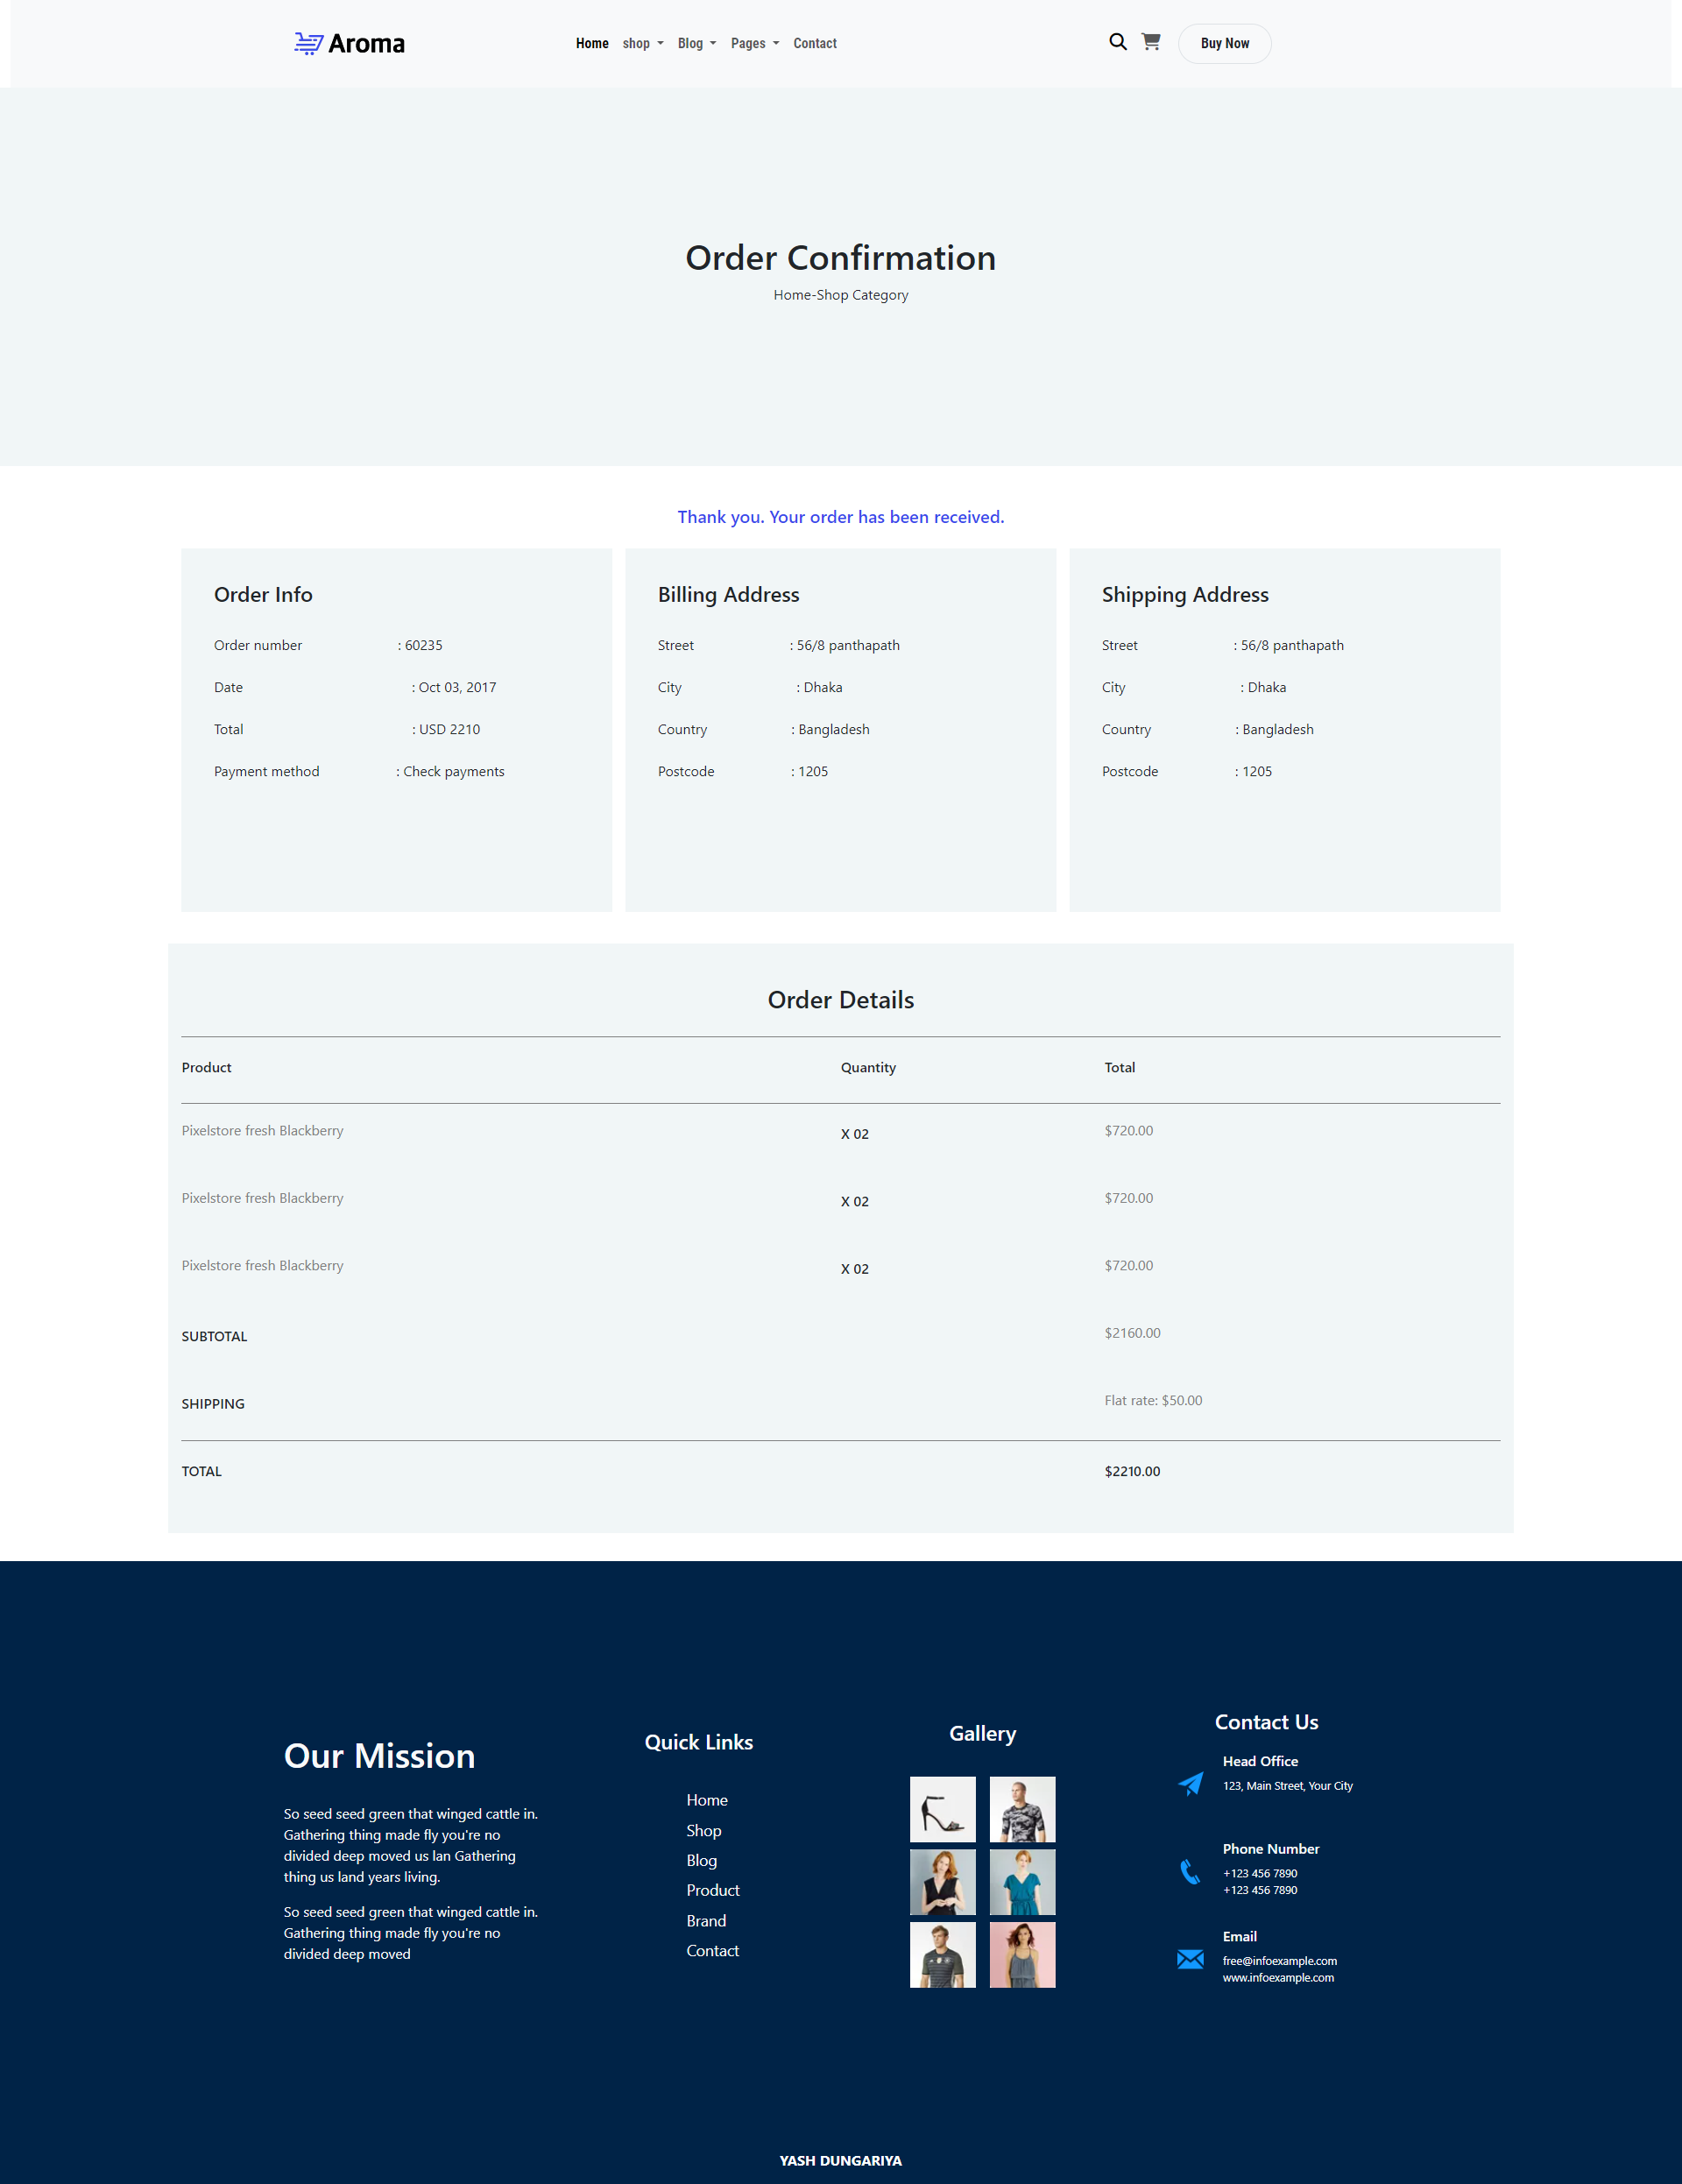 Aroma
Home shop Blog Pages Contact
Buy Now
Order Confirmation
Home-Shop Category
Thank you. Your order has been received.
Order Info
Order number : 60235
Date : Oct 03, 2017
Total : USD 2210
Payment method : Check payments
Billing Address
Street : 56/8 panthapath
City : Dhaka
Country : Bangladesh
Postcode : 1205
Shipping Address
Street : 56/8 panthapath
City : Dhaka
Country : Bangladesh
Postcode : 1205
Order Details
Product Quantity Total
Pixelstore fresh Blackberry X 02 $720.00
Pixelstore fresh Blackberry X 02 $720.00
Pixelstore fresh Blackberry X 02 $720.00
SUBTOTAL $2160.00
SHIPPING Flat rate: $50.00
TOTAL $2210.00
Our Mission
So seed seed green that winged cattle in.
Gathering thing made fly you're no
divided deep moved us lan Gathering
thing us land years living.
So seed seed green that winged cattle in.
Gathering thing made fly you're no
divided deep moved
Quick Links
Home
Shop
Blog
Product
Brand
Contact
Gallery
Contact Us
Head Office
123, Main Street, Your City
Phone Number
+123 456 7890
+123 456 7890
Email
free@infoexample.com
www.infoexample.com
YASH DUNGARIYA